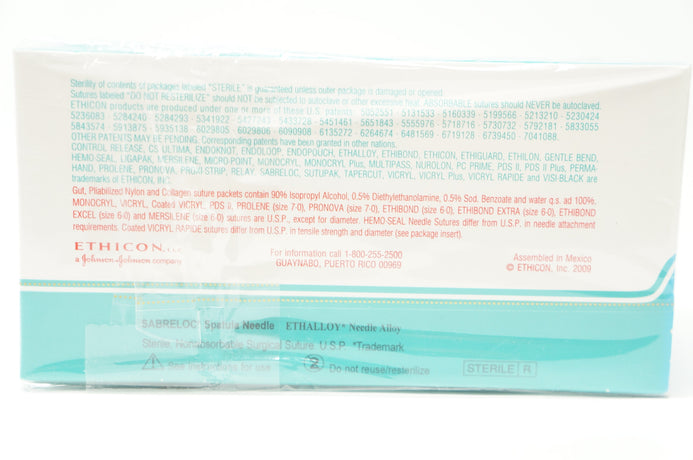 Sterility of contents of packages labeled "STERILE" is guaranteed unless outer package is damaged or opened.
Sutures labeled "DO NOT RESTERILIZE" should NOT be subjected to autoclave or other excessive heat. ABSORBABLE sutures should NEVER be autoclaved.
ETHICON products are produced under one or more of these U.S. patents. 5052551 · 5131533 · 5160339 · 5199566 · 5213210 · 5230424
5236083 · 5284240 · 5284293 · 5341922 · 5427243 · 5433728 · 5451461 · 5651843 · 5555976 · 5718716 · 5730732 · 5792181 · 5833055
5843574 · 5913875 · 5935138 · 6029805 · 6029806 · 6090908 · 6135272 · 6264674 · 6481569 · 6719128 · 6739450 · 7041088.
OTHER PATENTS MAY BE PENDING. Corresponding patents have been granted in other nations.
CONTROL RELEASE, CS ULTIMA, ENDOKNOT, ENDOLOOP, ENDOPOUCH, ETHALLOY, ETHIBOND, ETHICON, ETHIGUARD, ETHILON, GENTLE BEND,
HEMO-SEAL, LIGAPAK, MERSILENE, MICRO-POINT, MONOCRYL, MONOCRYL Plus, MULTIPASS, NUROLON, PC PRIME, PDS II, PDS II Plus, PERMA-
HAND, PROLENE, PRONOVA, PROXI-STRIP, RELAY, SABRELOC, SUTUPAK, TAPERCUT, VICRYL, VICRYL Plus, VICRYL RAPIDE and VISI-BLACK are
trademarks of ETHICON, INC.
Gut, Pliabilized Nylon and Collagen suture packets contain 90% Isopropyl Alcohol, 0.5% Diethylethanolamine, 0.5% Sod. Benzoate and water q.s. ad 100%.
MONOCRYL, VICRYL, Coated VICRYL, PDS II, PROLENE (size 7-0), PRONOVA (size 7-0), ETHIBOND (size 6-0), ETHIBOND EXTRA (size 6-0), ETHIBOND
EXCEL (size 6-0) and MERSILENE (size 6-0) sutures are U.S.P., except for diameter. HEMO-SEAL Needle Sutures differ from U.S.P. in needle attachment
requirements. Coated VICRYL RAPIDE sutures differ from U.S.P. in tensile strength and diameter (see package insert).
ETHICON, LLC
a Johnson & Johnson company
For information call 1-800-255-2500
GUAYNABO, PUERTO RICO 00969
Assembled in Mexico
© ETHICON, Inc. 2009
SABRELOC* Spatula Needle ETHALLOY* Needle Alloy
Sterile, Nonabsorbable Surgical Suture, U.S.P. *Trademark
See instructions for use
2 Do not reuse/resterilize
STERILE R